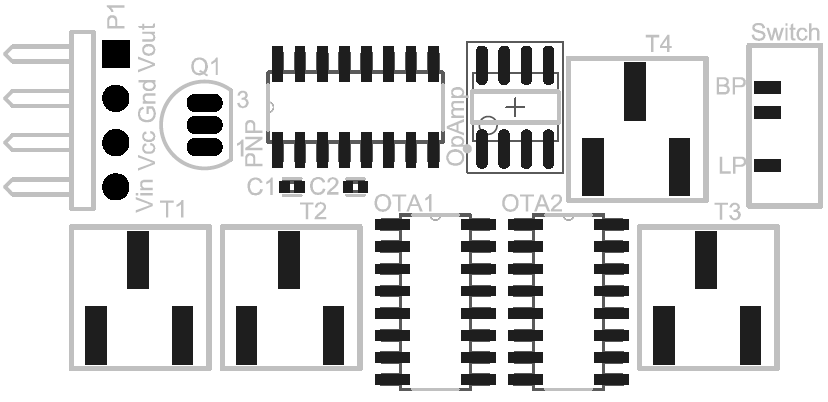 P1
Vin Vcc Gnd Vout
Q1
3
1
PNP
OpAmp
T4
Switch
BP
LP
C1
C2
T1
T2
OTA1
OTA2
T3